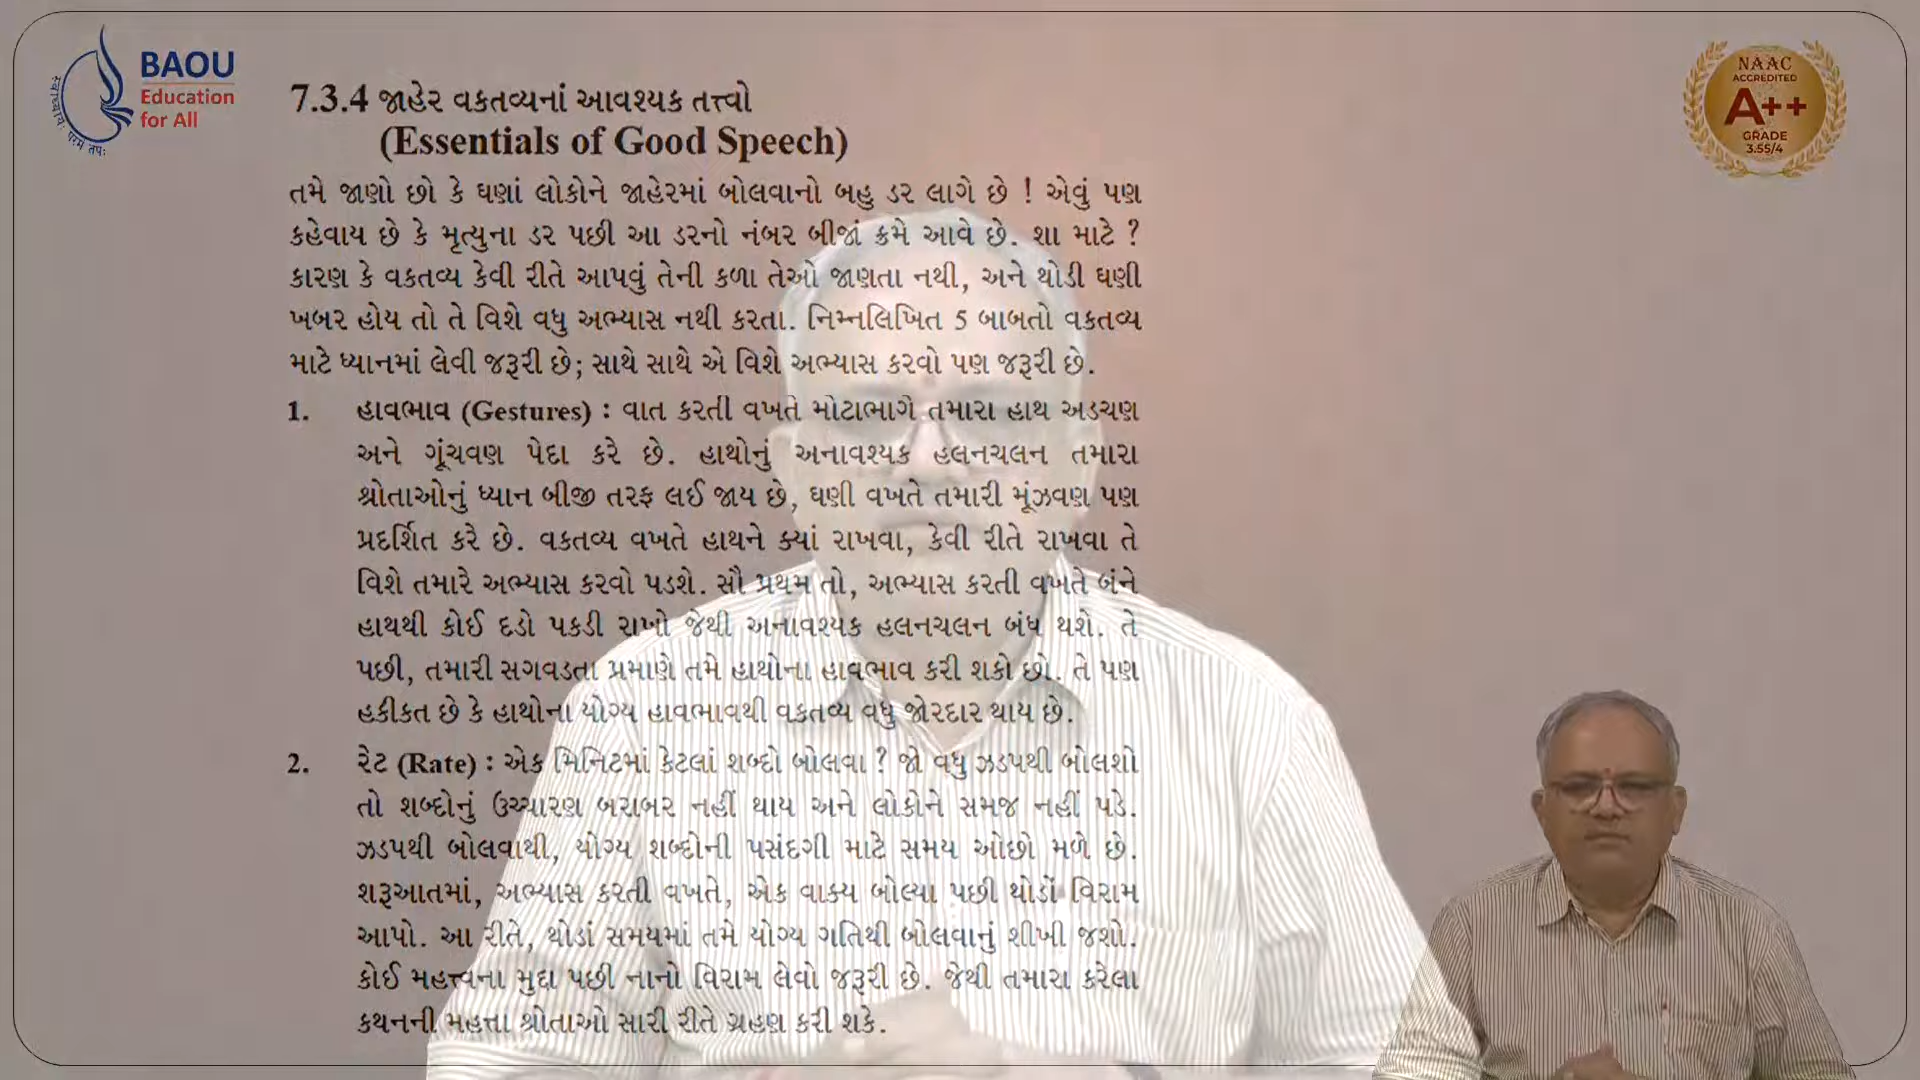 BAOU
Education
for All
સ્વાધ્યાયઃ પરમં તપઃ
NAAC
ACCREDITED
A++
GRADE
3.55/4
7.3.4 જાહેર વકતવ્યનાં આવશ્યક તત્ત્વો
(Essentials of Good Speech)
તમે જાણો છો કે ઘણાં લોકોને જાહેરમાં બોલવાનો બહુ ડર લાગે છે ! એવું પણ
કહેવાય છે કે મૃત્યુના ડર પછી આ ડરનો નંબર બીજાં ક્રમે આવે છે. શા માટે ?
કારણ કે વકતવ્ય કેવી રીતે આપવું તેની કળા તેઓ જાણતા નથી, અને થોડી ઘણી
ખબર હોય તો તે વિશે વધુ અભ્યાસ નથી કરતા. નિમ્નલિખિત 5 બાબતો વકતવ્ય
માટે ધ્યાનમાં લેવી જરૂરી છે; સાથે સાથે એ વિશે અભ્યાસ કરવો પણ જરૂરી છે.
1. હાવભાવ (Gestures) : વાત કરતી વખતે મોટાભાગે તમારા હાથ અડચણ
અને ગૂંચવણ પેદા કરે છે. હાથોનું અનાવશ્યક હલનચલન તમારા
શ્રોતાઓનું ધ્યાન બીજી તરફ લઈ જાય છે, ઘણી વખતે તમારી મૂંઝવણ પણ
પ્રદર્શિત કરે છે. વકતવ્ય વખતે હાથને ક્યાં રાખવા, કેવી રીતે રાખવા તે
વિશે તમારે અભ્યાસ કરવો પડશે. સૌ પ્રથમ તો, અભ્યાસ કરતી વખતે બંને
હાથથી કોઈ દડો પકડી રાખો જેથી અનાવશ્યક હલનચલન બંધ થશે. તે
પછી, તમારી સગવડતા પ્રમાણે તમે હાથોના હાવભાવ કરી શકો છો. તે પણ
હકીકત છે કે હાથોના યોગ્ય હાવભાવથી વકતવ્ય વધુ જોરદાર થાય છે.
2. રેટ (Rate) : એક મિનિટમાં કેટલાં શબ્દો બોલવા ? જો વધુ ઝડપથી બોલશો
તો શબ્દોનું ઉચ્ચારણ બરાબર નહીં થાય અને લોકોને સમજ નહીં પડે.
ઝડપથી બોલવાથી, યોગ્ય શબ્દોની પસંદગી માટે સમય ઓછો મળે છે.
શરૂઆતમાં, અભ્યાસ કરતી વખતે, એક વાક્ય બોલ્યા પછી થોડોં વિરામ
આપો. આ રીતે, થોડાં સમયમાં તમે યોગ્ય ગતિથી બોલવાનું શીખી જશો.
કોઈ મહત્ત્વના મુદ્દા પછી નાનો વિરામ લેવો જરૂરી છે. જેથી તમારા કરેલા
કથનની મહત્તા શ્રોતાઓ સારી રીતે ગ્રહણ કરી શકે.